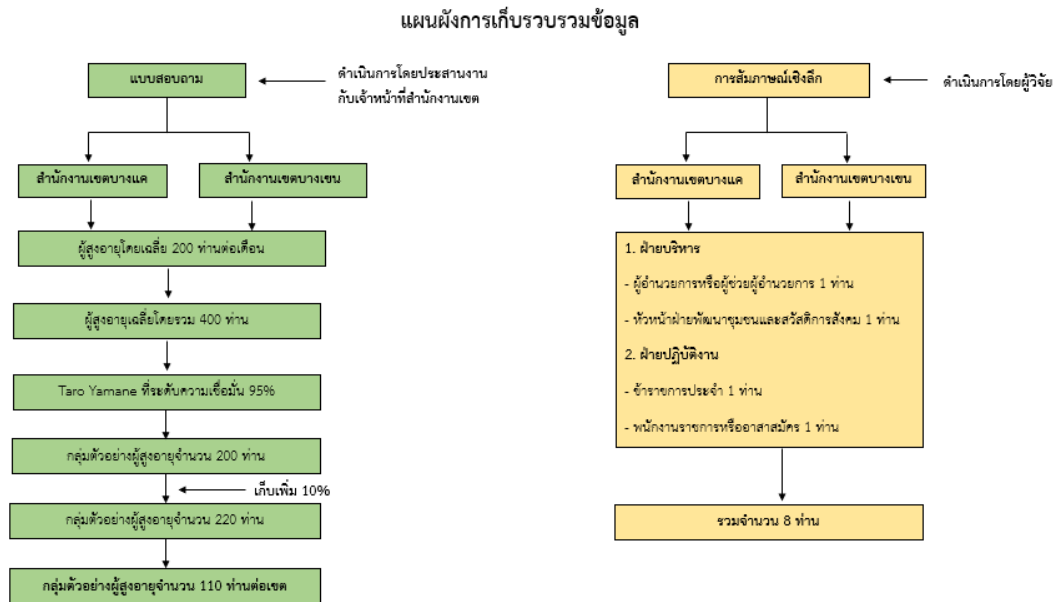 แผนผังการเก็บรวบรวมข้อมูล
แบบสอบถาม
ดำเนินการโดยประสานงาน
กับเจ้าหน้าที่สำนักงานเขต
สำนักงานเขตบางแค
สำนักงานเขตบางเขน
ผู้สูงอายุโดยเฉลี่ย 200 ท่านต่อเดือน
ผู้สูงอายุเฉลี่ยโดยรวม 400 ท่าน
Taro Yamane ที่ระดับความเชื่อมั่น 95%
กลุ่มตัวอย่างผู้สูงอายุจำนวน 200 ท่าน
เก็บเพิ่ม 10%
กลุ่มตัวอย่างผู้สูงอายุจำนวน 220 ท่าน
กลุ่มตัวอย่างผู้สูงอายุจำนวน 110 ท่านต่อเขต
การสัมภาษณ์เชิงลึก
ดำเนินการโดยผู้วิจัย
สำนักงานเขตบางแค
สำนักงานเขตบางเขน
1. ฝ่ายบริหาร
- ผู้อำนวยการหรือผู้ช่วยผู้อำนวยการ 1 ท่าน
- หัวหน้าฝ่ายพัฒนาชุมชนและสวัสดิการสังคม 1 ท่าน
2. ฝ่ายปฏิบัติงาน
- ข้าราชการประจำ 1 ท่าน
- พนักงานราชการหรืออาสาสมัคร 1 ท่าน
รวมจำนวน 8 ท่าน